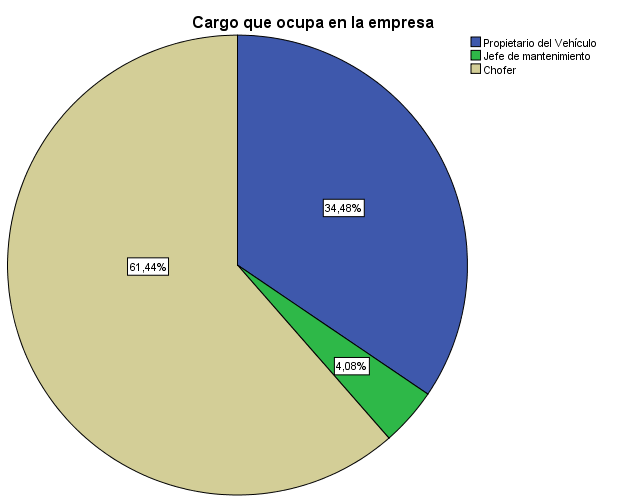 Cargo que ocupa en la empresa
Propietario del Vehículo
Jefe de mantenimiento
Chofer
34,48%
61,44%
4,08%